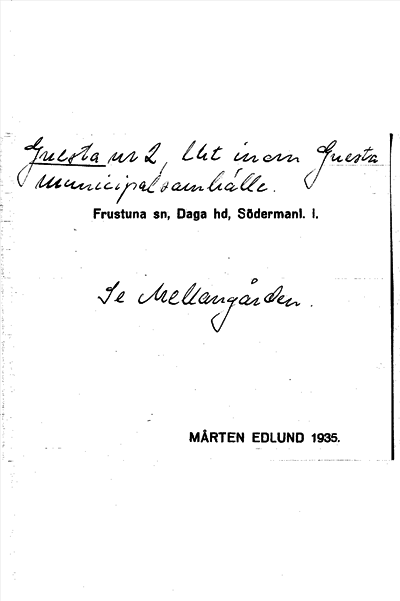 Gnesta nr 2, lht inom Gnesta
municipalsamhälle.
Frustuna sn, Daga hd, Södermanl. l.
Se Mellangården.
MÅRTEN EDLUND 1935.